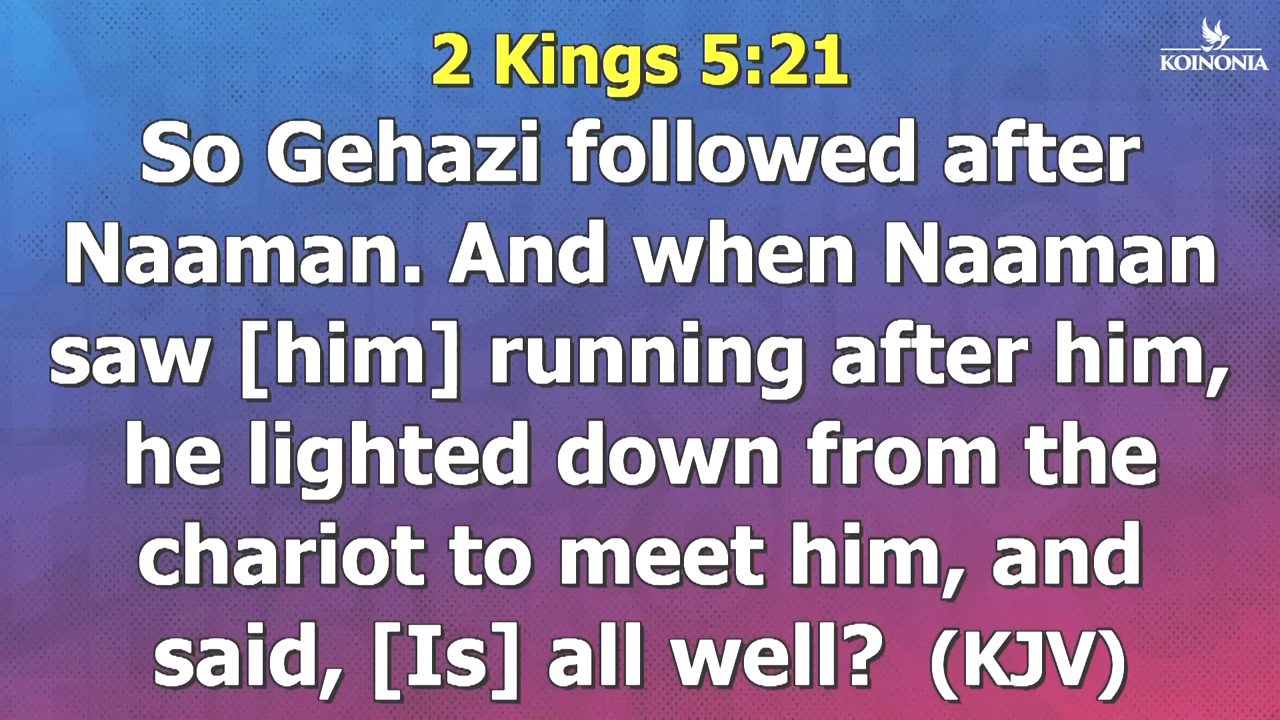 2 Kings 5:21
KOINONIA
So Gehazi followed after
Naaman. And when Naaman
saw [him] running after him,
he lighted down from the
chariot to meet him, and
said, [Is] all well? (KJV)